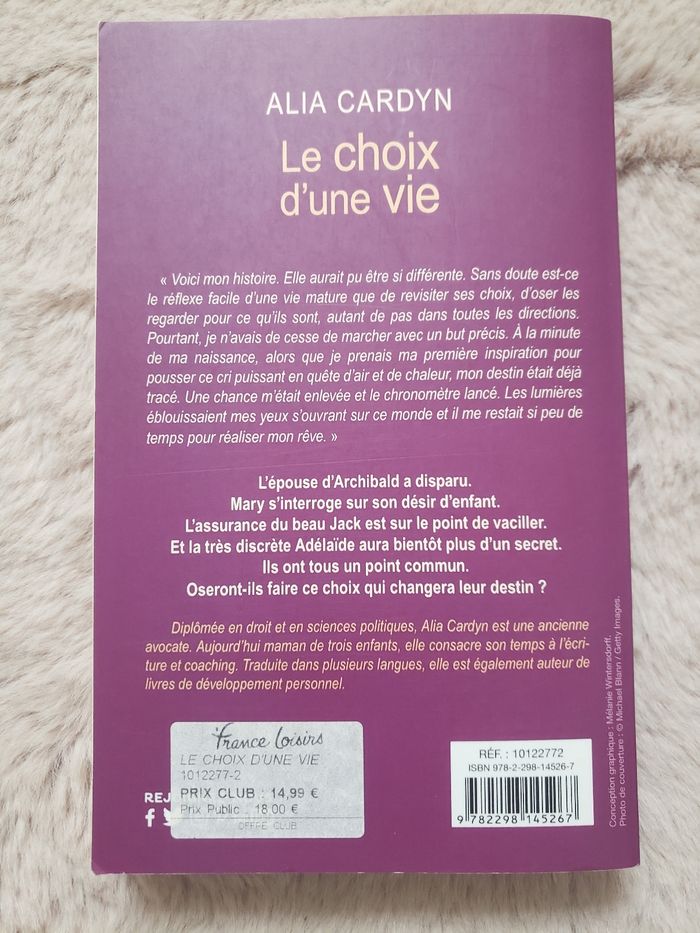 ALIA CARDYN
Le choix
d'une vie
« Voici mon histoire. Elle aurait pu être si différente. Sans doute est-ce
le réflexe facile d'une vie mature que de revisiter ses choix, d'oser les
regarder pour ce qu'ils sont, autant de pas dans toutes les directions.
Pourtant, je n'avais de cesse de marcher avec un but précis. À la minute
de ma naissance, alors que je prenais ma première inspiration pour
pousser ce cri puissant en quête d'air et de chaleur, mon destin était déjà
tracé. Une chance m'était enlevée et le chronomètre lancé. Les lumières
éblouissaient mes yeux s'ouvrant sur ce monde et il me restait si peu de
temps pour réaliser mon rêve. »
L'épouse d'Archibald a disparu.
Mary s'interroge sur son désir d'enfant.
L'assurance du beau Jack est sur le point de vaciller.
Et la très discrète Adélaïde aura bientôt plus d'un secret.
Ils ont tous un point commun.
Oseront-ils faire ce choix qui changera leur destin ?
Diplômée en droit et en sciences politiques, Alia Cardyn est une ancienne
avocate. Aujourd'hui maman de trois enfants, elle consacre son temps à l'écri-
ture et coaching. Traduite dans plusieurs langues, elle est également auteur de
livres de développement personnel.
France Loisirs
LE CHOIX D'UNE VIE
1012277-2
PRIX CLUB : 14,99 €
Prix Public : 18,00 €
OFFRE CLUB
REJ
RÉF. : 10122772
ISBN 978-2-298-14526-7
9 782298 145267
Conception graphique : Mélanie Wintersdorff.
Photo de couverture : © Michael Blann / Getty Images.